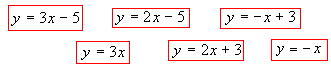 y = 3x − 5 y = 2x − 5 y = −x + 3
y = 3x y = 2x + 3 y = −x